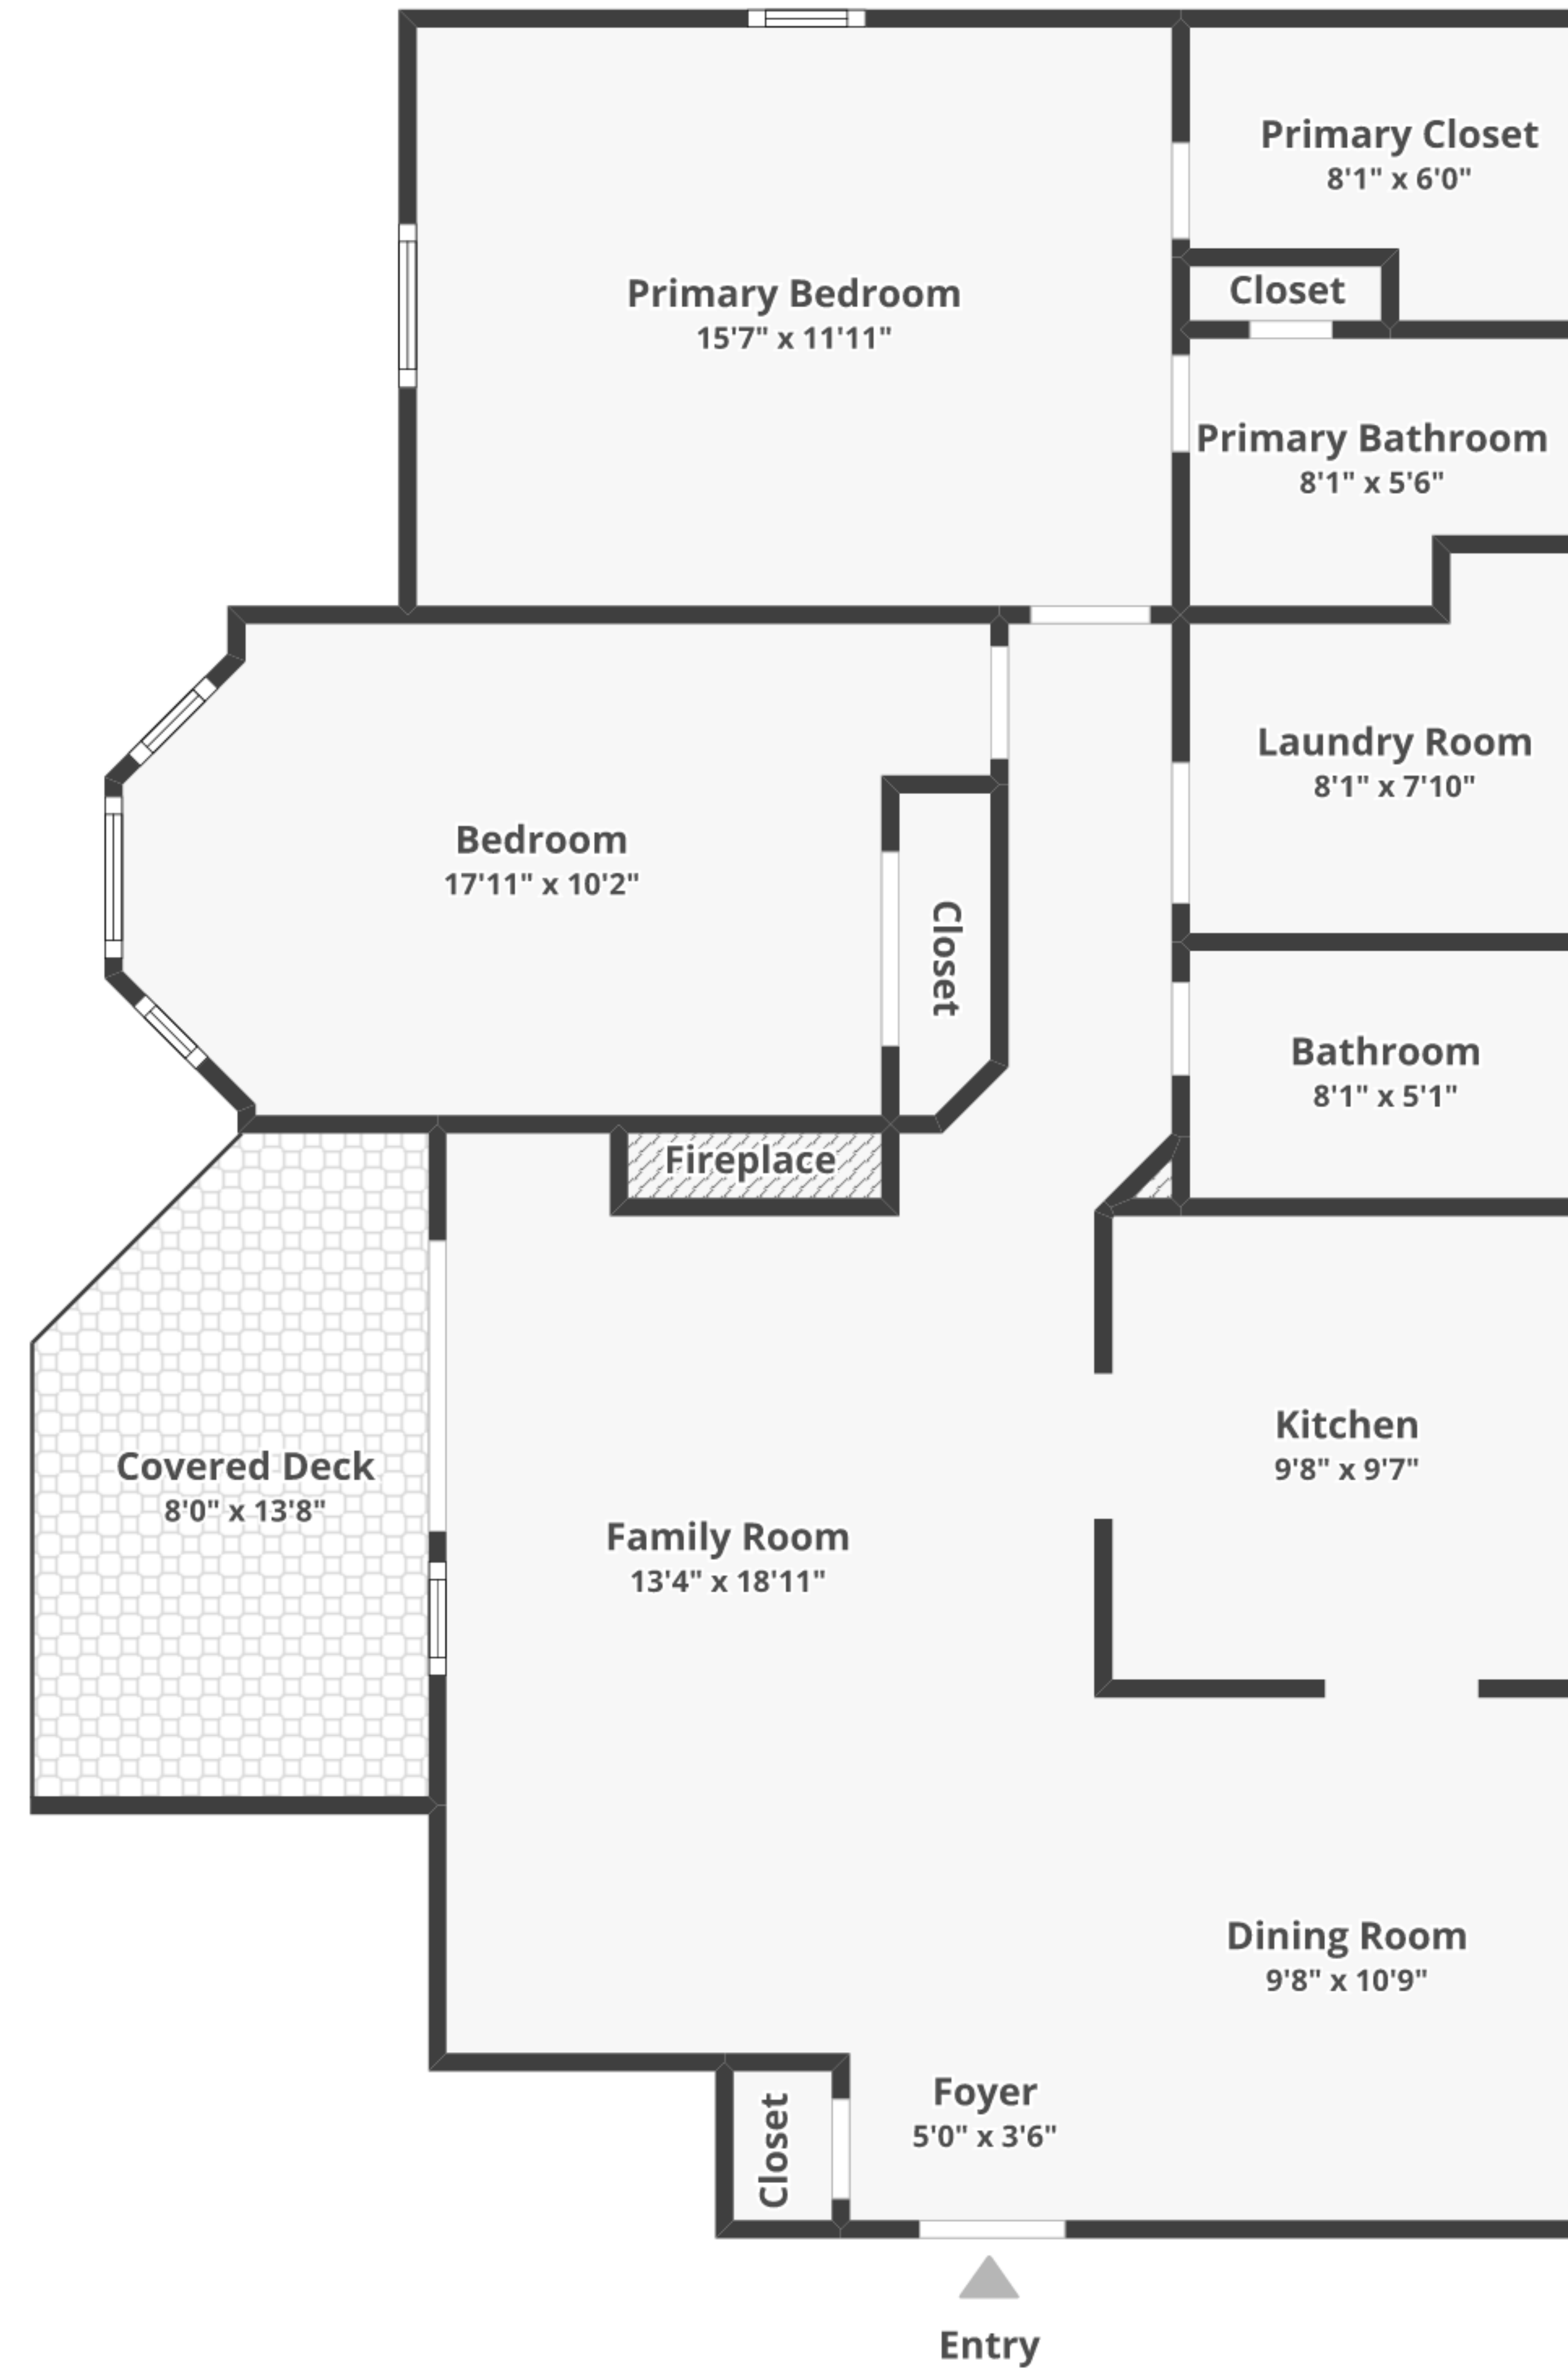 Primary Closet
8'1" x 6'0"
Closet
Primary Bedroom
15'7" x 11'11"
Primary Bathroom
8'1" x 5'6"
Laundry Room
8'1" x 7'10"
Bedroom
17'11" x 10'2"
Closet
Bathroom
8'1" x 5'1"
Fireplace
Kitchen
9'8" x 9'7"
Covered Deck
8'0" x 13'8"
Family Room
13'4" x 18'11"
Dining Room
9'8" x 10'9"
Foyer
5'0" x 3'6"
Closet
Entry